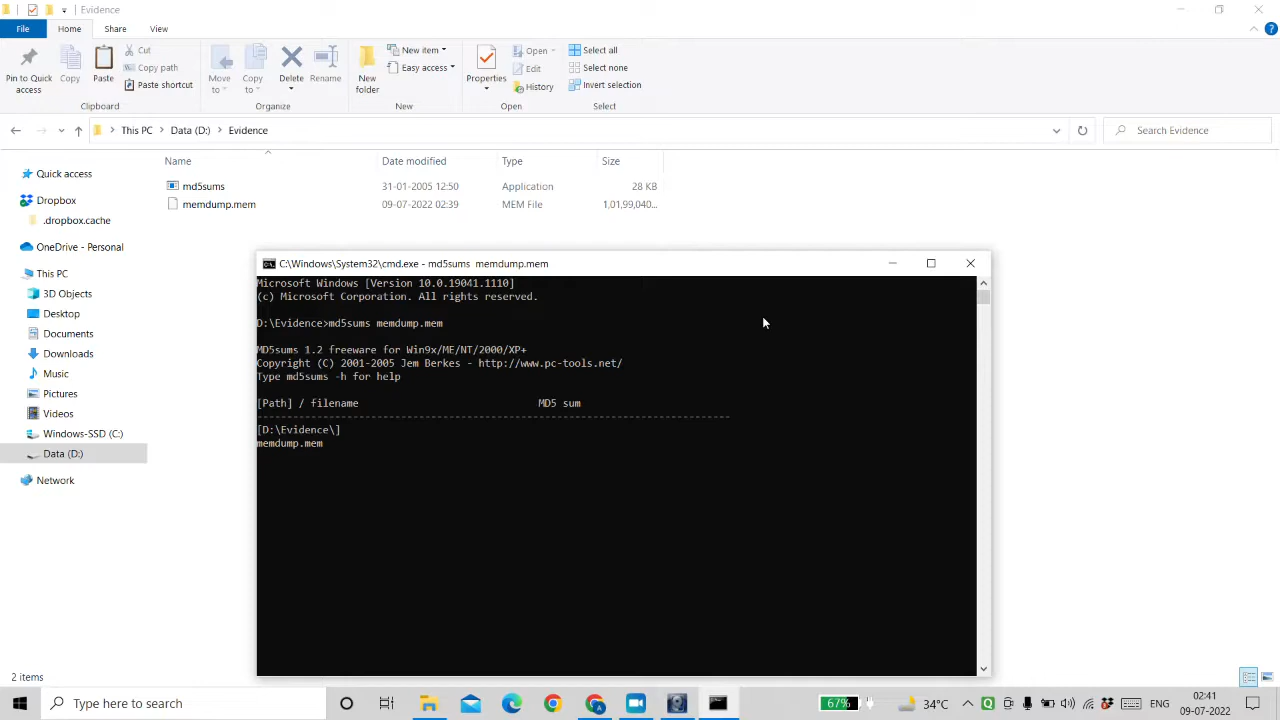 Evidence
File
Home
Share
View
Pin to Quick
access
Copy
Paste
Cut
Copy path
Paste shortcut
Clipboard
Move
to
Copy
to
Delete
Rename
Organize
New
folder
New item
Easy access
New
Properties
Open
Edit
History
Open
Select all
Select none
Invert selection
Select
This PC > Data (D:) > Evidence
Search Evidence
Quick access
Dropbox
.dropbox.cache
OneDrive - Personal
This PC
3D Objects
Desktop
Documents
Downloads
Music
Pictures
Videos
Windows-SSD (C:)
Data (D:)
Network
Name Date modified Type Size
md5sums 31-01-2005 12:50 Application 28 KB
memdump.mem 09-07-2022 02:39 MEM File 1,01,99,040...
C:\Windows\System32\cmd.exe - md5sums memdump.mem
Microsoft Windows [Version 10.0.19041.1110]
(c) Microsoft Corporation. All rights reserved.
D:\Evidence>md5sums memdump.mem
MD5sums 1.2 freeware for Win9x/ME/NT/2000/XP+
Copyright (C) 2001-2005 Jem Berkes - http://www.pc-tools.net/
Type md5sums -h for help
[Path] / filename MD5 sum
-------------------------------------------------------------------------------
[D:\Evidence\]
memdump.mem
2 items
Type here to search
67%
34°C
ENG
02:41
09-07-2022